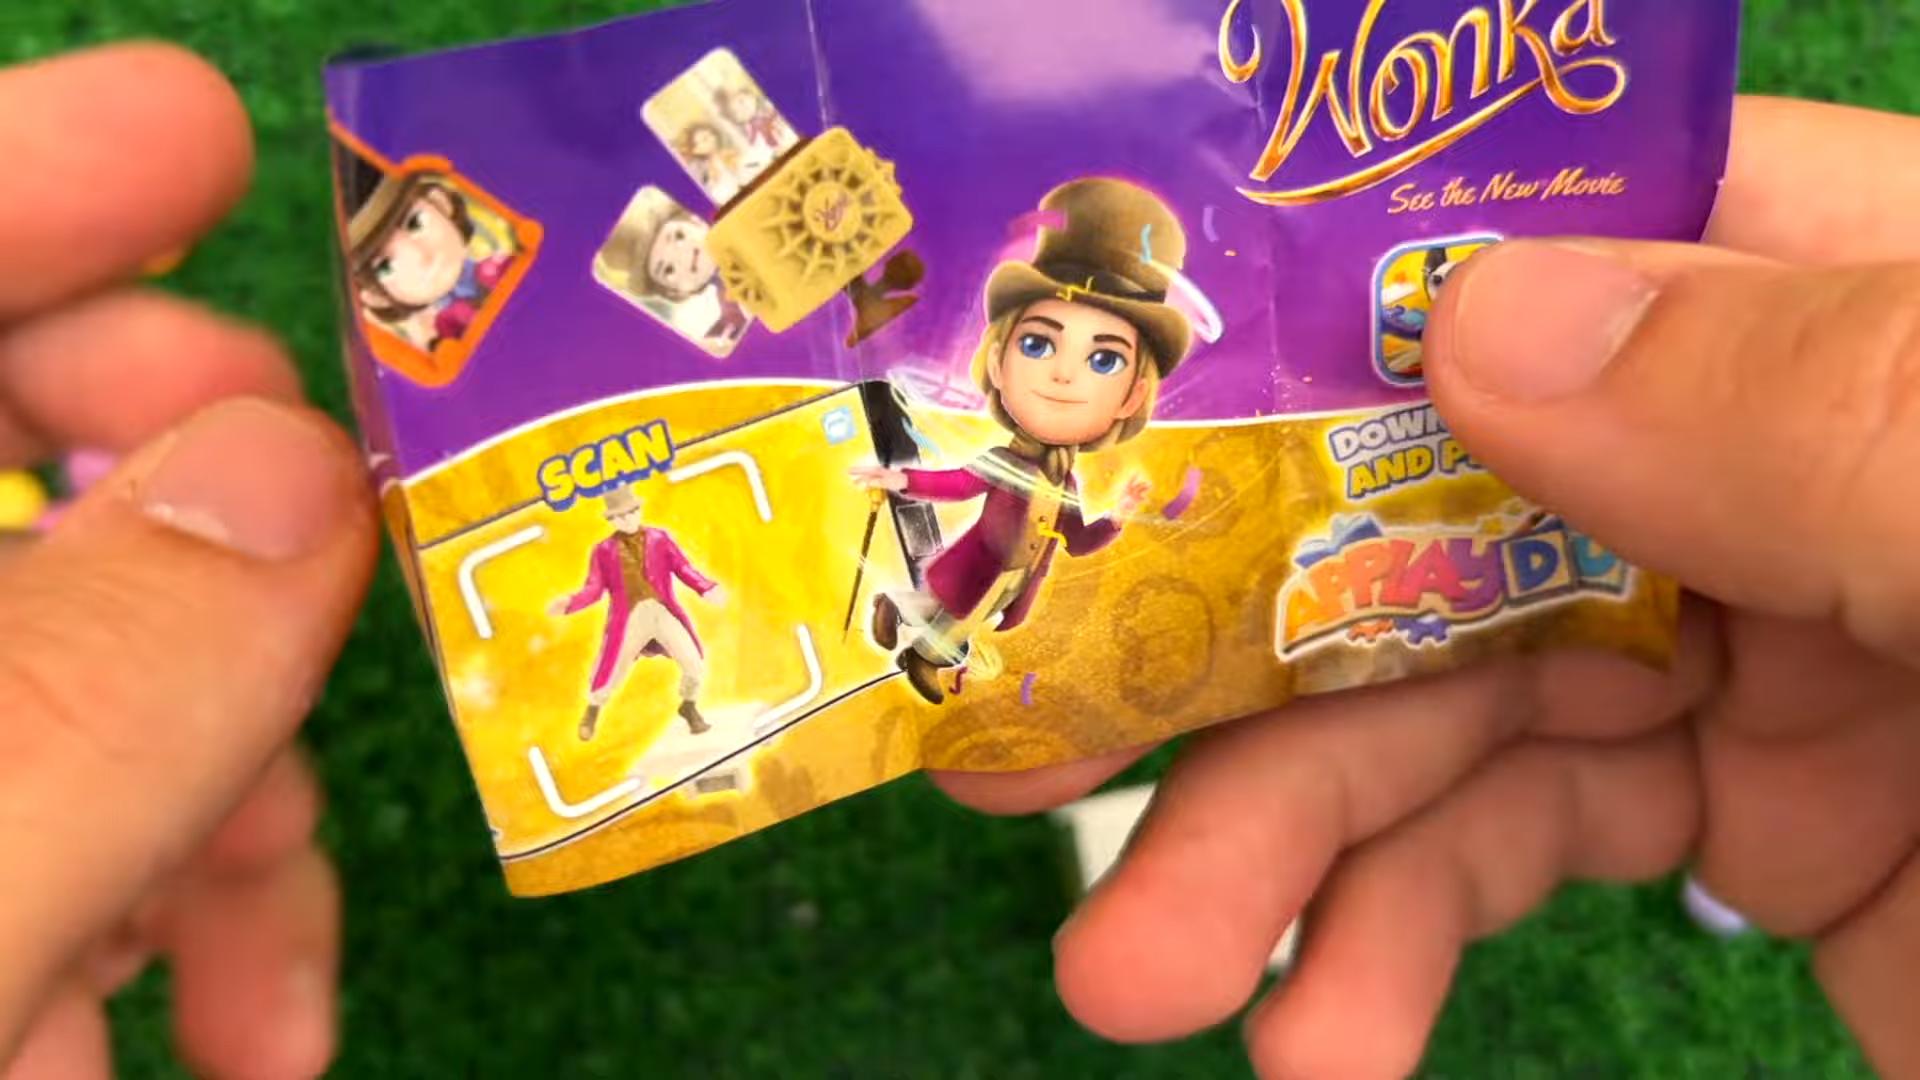 Wonka
See the New Movie
SCAN
DOWN
AND P
APPLAYDU